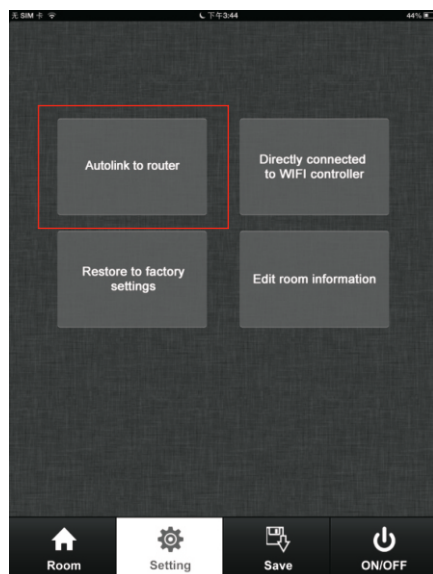 无 SIM 卡 下午3:44 44%
Autolink to router
Directly connected
to WIFI controller
Restore to factory
settings
Edit room information
Room Setting Save ON/OFF